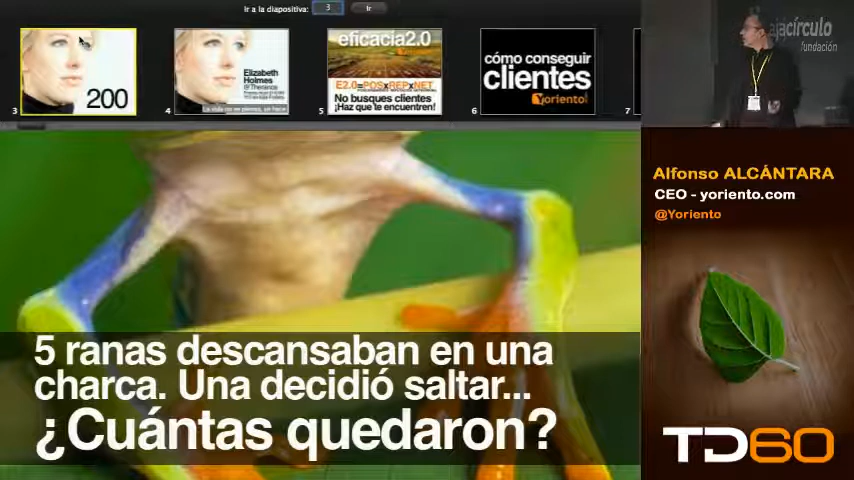 Ir a la diapositiva:
3
Ir
200
3
Elizabeth
Holmes
@Theranos
4
eficacia2.0
E2.0=POSxREPxNET
No busques clientes
¡Haz que te encuentren!
5
cómo conseguir
clientes
Yoriento
6
7
círculo
fundación
Alfonso ALCÁNTARA
CEO - yoriento.com
@Yoriento
5 ranas descansaban en una
charca. Una decidió saltar...
¿Cuántas quedaron?
TD60